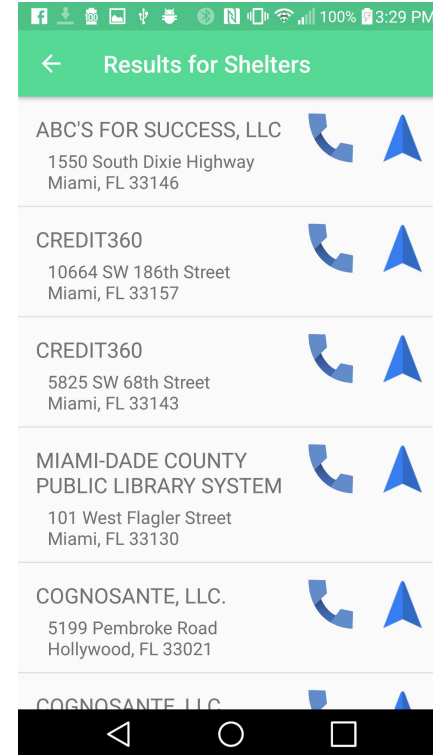 100% 3:29 PM
Results for Shelters
ABC'S FOR SUCCESS, LLC
1550 South Dixie Highway
Miami, FL 33146
CREDIT360
10664 SW 186th Street
Miami, FL 33157
CREDIT360
5825 SW 68th Street
Miami, FL 33143
MIAMI-DADE COUNTY
PUBLIC LIBRARY SYSTEM
101 West Flagler Street
Miami, FL 33130
COGNOSANTE, LLC.
5199 Pembroke Road
Hollywood, FL 33021
COGNOSANTE, LLC